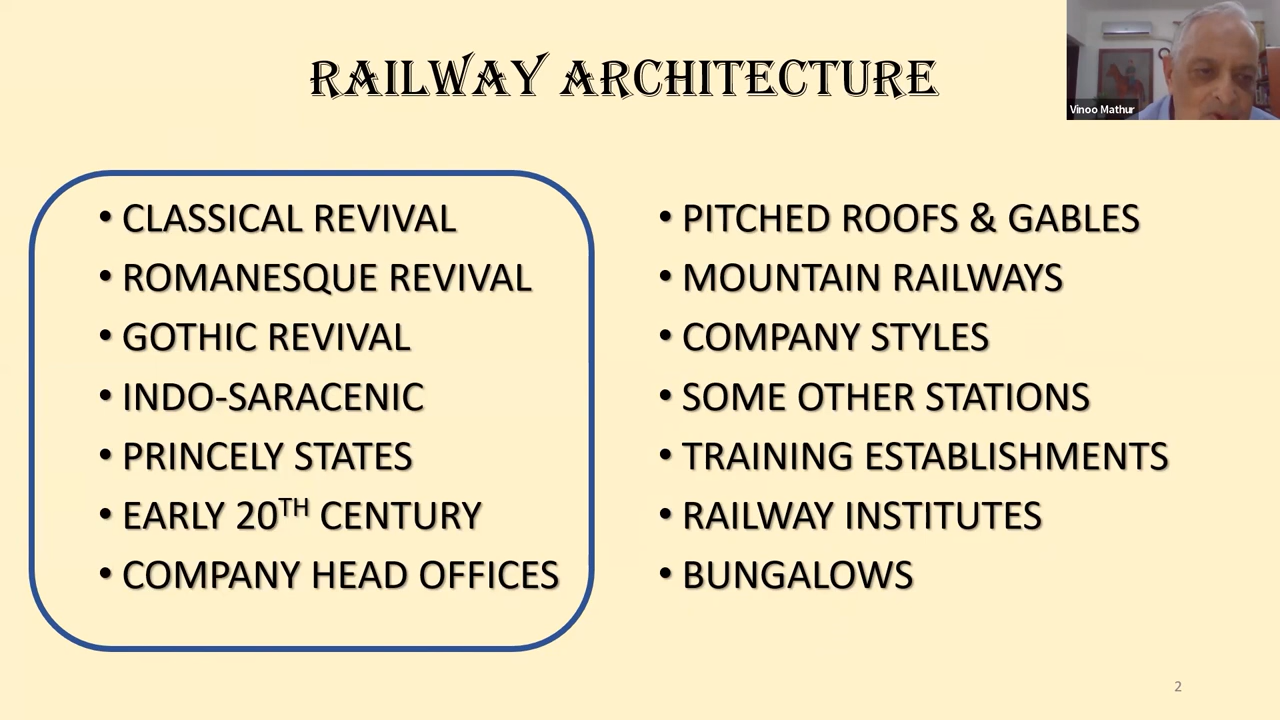 RAILWAY ARCHITECTURE
Vinoo Mathur
• CLASSICAL REVIVAL
• ROMANESQUE REVIVAL
• GOTHIC REVIVAL
• INDO-SARACENIC
• PRINCELY STATES
• EARLY 20TH CENTURY
• COMPANY HEAD OFFICES
• PITCHED ROOFS & GABLES
• MOUNTAIN RAILWAYS
• COMPANY STYLES
• SOME OTHER STATIONS
• TRAINING ESTABLISHMENTS
• RAILWAY INSTITUTES
• BUNGALOWS
2